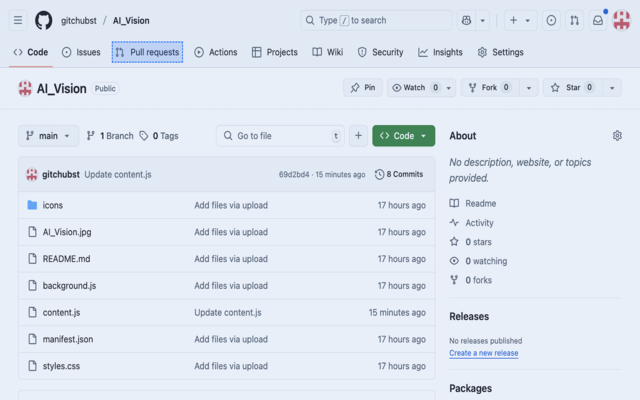 gitchubst / AI_Vision
Type / to search
Code Issues Pull requests Actions Projects Wiki Security Insights Settings
AI_Vision Public
Pin Watch 0 Fork 0 Star 0
main 1 Branch 0 Tags Go to file t Code
gitchubst Update content.js 69d2bd4 · 15 minutes ago 8 Commits
icons Add files via upload 17 hours ago
AI_Vision.jpg Add files via upload 17 hours ago
README.md Add files via upload 17 hours ago
background.js Add files via upload 17 hours ago
content.js Update content.js 15 minutes ago
manifest.json Add files via upload 17 hours ago
styles.css Add files via upload 17 hours ago
About
No description, website, or topics
provided.
Readme
Activity
0 stars
0 watching
0 forks
Releases
No releases published
Create a new release
Packages